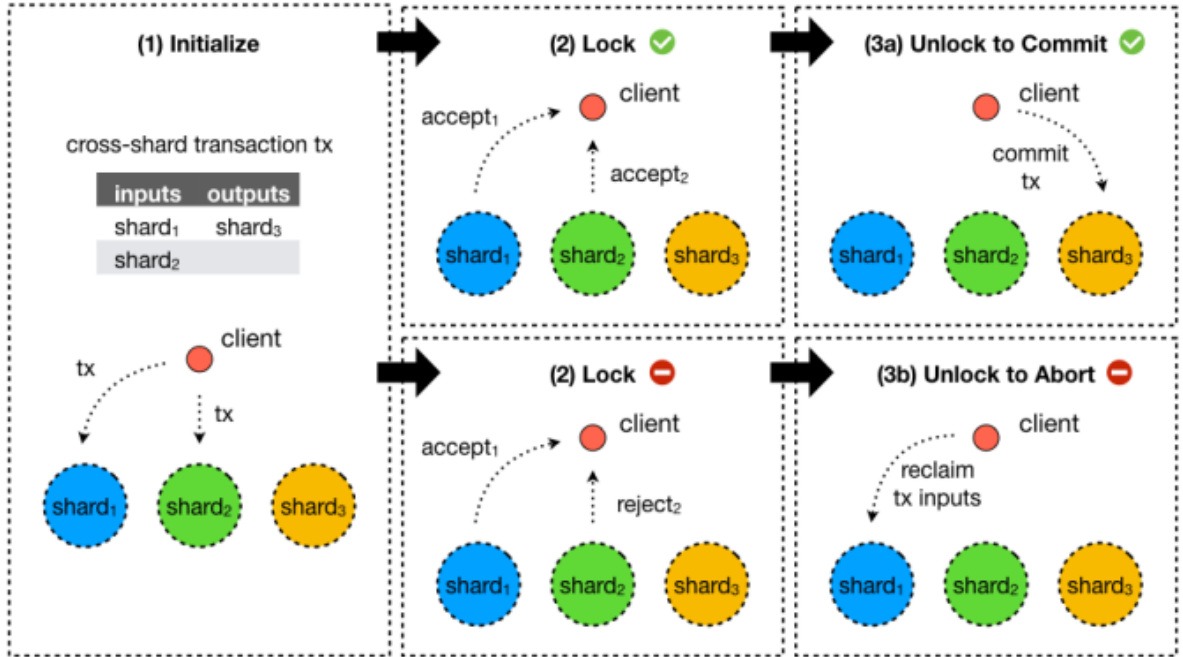 (1) Initialize
cross-shard transaction tx
inputs outputs
shard₁ shard₃
shard₂
client
tx
tx
shard₁ shard₂ shard₃
(2) Lock
client
accept₁
accept₂
shard₁ shard₂ shard₃
(3a) Unlock to Commit
client
commit
tx
shard₁ shard₂ shard₃
(2) Lock
client
accept₁
reject₂
shard₁ shard₂ shard₃
(3b) Unlock to Abort
client
reclaim
tx inputs
shard₁ shard₂ shard₃